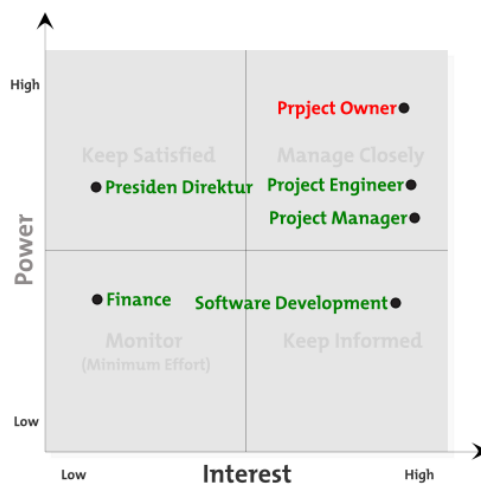 High
Prpject Owner
Keep Satisfied
Manage Closely
Presiden Direktur
Project Engineer
Project Manager
Power
Finance
Software Development
Monitor
(Minimum Effort)
Keep Informed
Low
Low
Interest
High